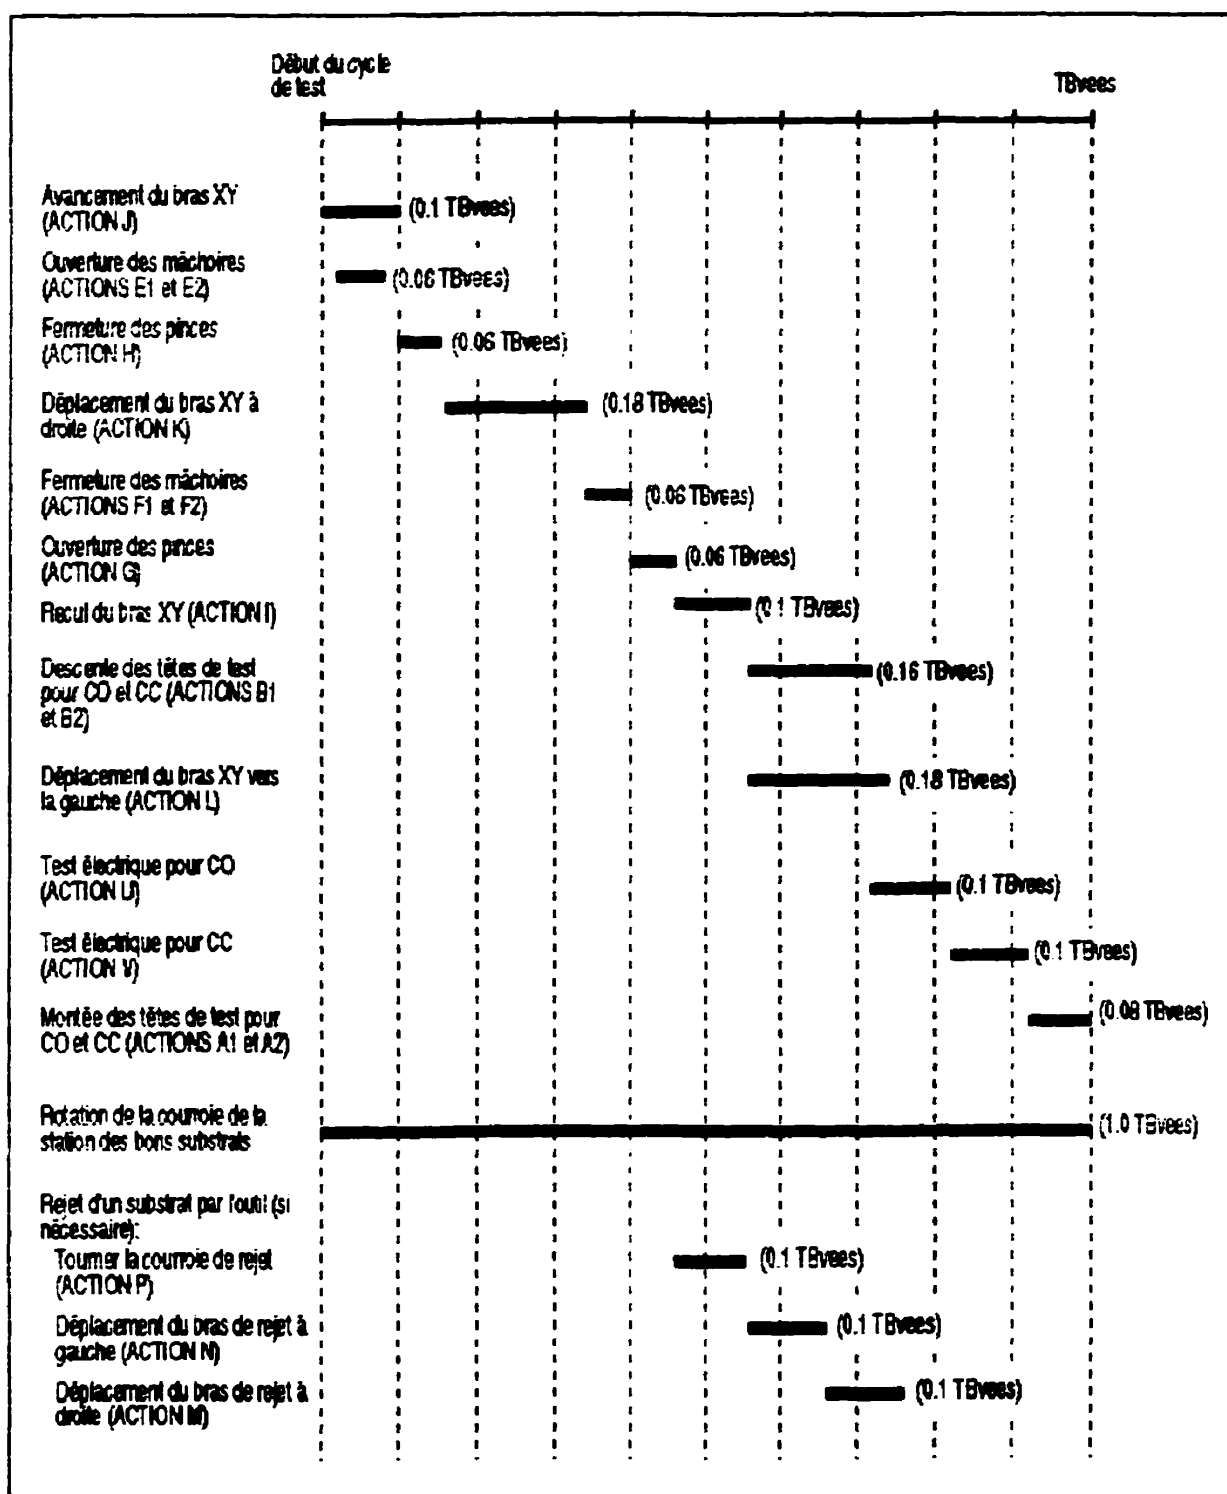 Début du cycle
de test
TBvees
Avancement du bras XY
(ACTION J)
(0.1 TBvees)
Ouverture des mâchoires
(ACTIONS E1 et E2)
(0.06 TBvees)
Fermeture des pinces
(ACTION H)
(0.06 TBvees)
Déplacement du bras XY à
droite (ACTION K)
(0.18 TBvees)
Fermeture des mâchoires
(ACTIONS F1 et F2)
(0.06 TBvees)
Ouverture des pinces
(ACTION G)
(0.06 TBvees)
Recul du bras XY (ACTION I)
(0.1 TBvees)
Descente des têtes de test
pour CO et CC (ACTIONS B1
et B2)
(0.16 TBvees)
Déplacement du bras XY vers
la gauche (ACTION L)
(0.18 TBvees)
Test électrique pour CO
(ACTION U)
(0.1 TBvees)
Test électrique pour CC
(ACTION V)
(0.1 TBvees)
Montée des têtes de test pour
CO et CC (ACTIONS A1 et A2)
(0.08 TBvees)
Rotation de la courroie de la
station des bons substrats
(1.0 TBvees)
Rejet d'un substrat par l'outil (si
nécessaire):
Tourner la courroie de rejet
(ACTION P)
(0.1 TBvees)
Déplacement du bras de rejet à
gauche (ACTION N)
(0.1 TBvees)
Déplacement du bras de rejet à
droite (ACTION M)
(0.1 TBvees)